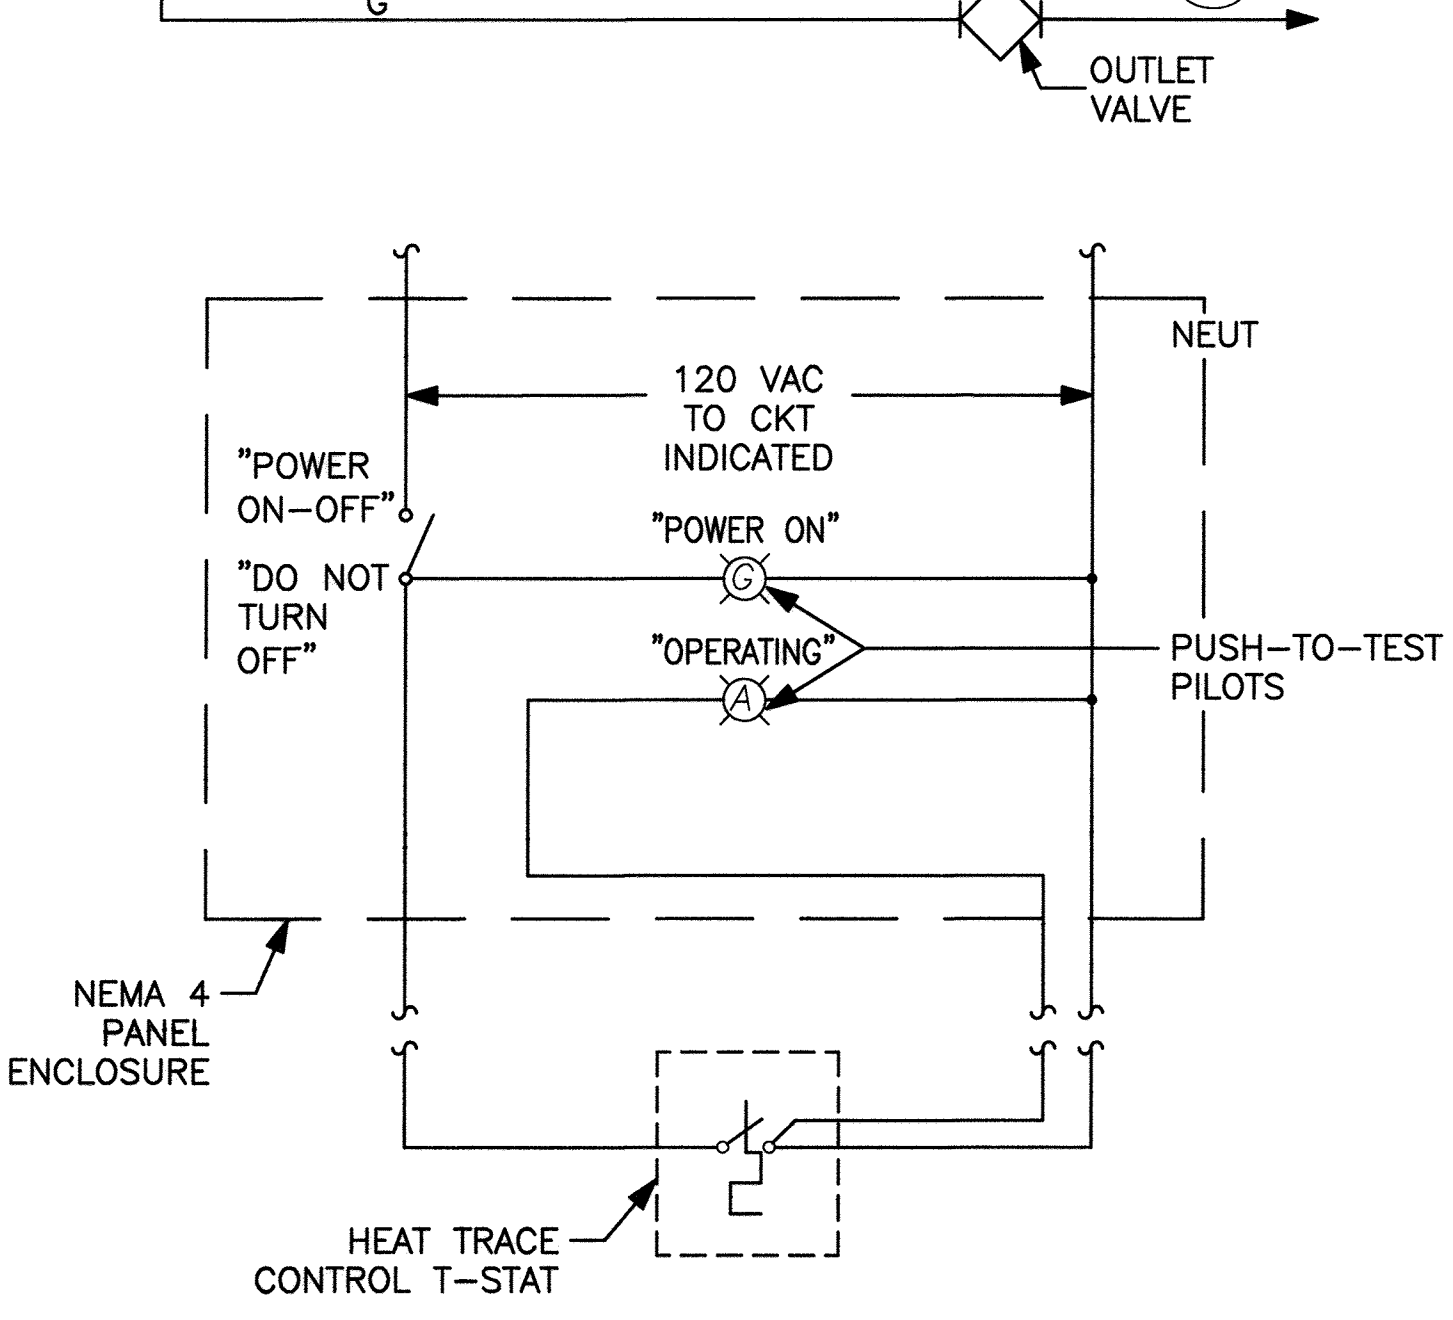 G
OUTLET
VALVE
NEUT
120 VAC
TO CKT
INDICATED
"POWER
ON-OFF"
"POWER ON"
G
"DO NOT
TURN
OFF"
"OPERATING"
A
PUSH-TO-TEST
PILOTS
NEMA 4
PANEL
ENCLOSURE
HEAT TRACE
CONTROL T-STAT